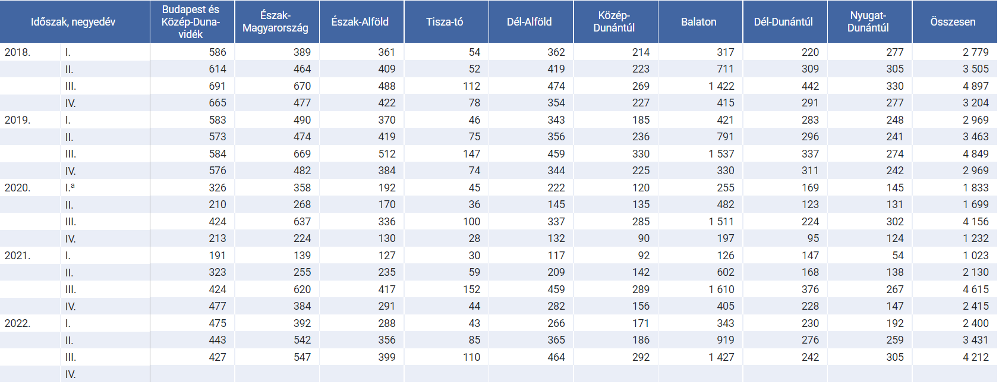 Időszak, negyedév Budapest és Közép-Duna-vidék Észak-Magyarország Észak-Alföld Tisza-tó Dél-Alföld Közép-Dunántúl Balaton Dél-Dunántúl Nyugat-Dunántúl Összesen
2018. I. 586 389 361 54 362 214 317 220 277 2 779
II. 614 464 409 52 419 223 711 309 305 3 505
III. 691 670 488 112 474 269 1 422 442 330 4 897
IV. 665 477 422 78 354 227 415 291 277 3 204
2019. I. 583 490 370 46 343 185 421 283 248 2 969
II. 573 474 419 75 356 236 791 296 241 3 463
III. 584 669 512 147 459 330 1 537 337 274 4 849
IV. 576 482 384 74 344 225 330 311 242 2 969
2020. I.ª 326 358 192 45 222 120 255 169 145 1 833
II. 210 268 170 36 145 135 482 123 131 1 699
III. 424 637 336 100 337 285 1 511 224 302 4 156
IV. 213 224 130 28 132 90 197 95 124 1 232
2021. I. 191 139 127 30 117 92 126 147 54 1 023
II. 323 255 235 59 209 142 602 168 138 2 130
III. 424 620 417 152 459 289 1 610 376 267 4 615
IV. 477 384 291 44 282 156 405 228 147 2 415
2022. I. 475 392 288 43 266 171 343 230 192 2 400
II. 443 542 356 85 365 186 919 276 259 3 431
III. 427 547 399 110 464 292 1 427 242 305 4 212
IV.